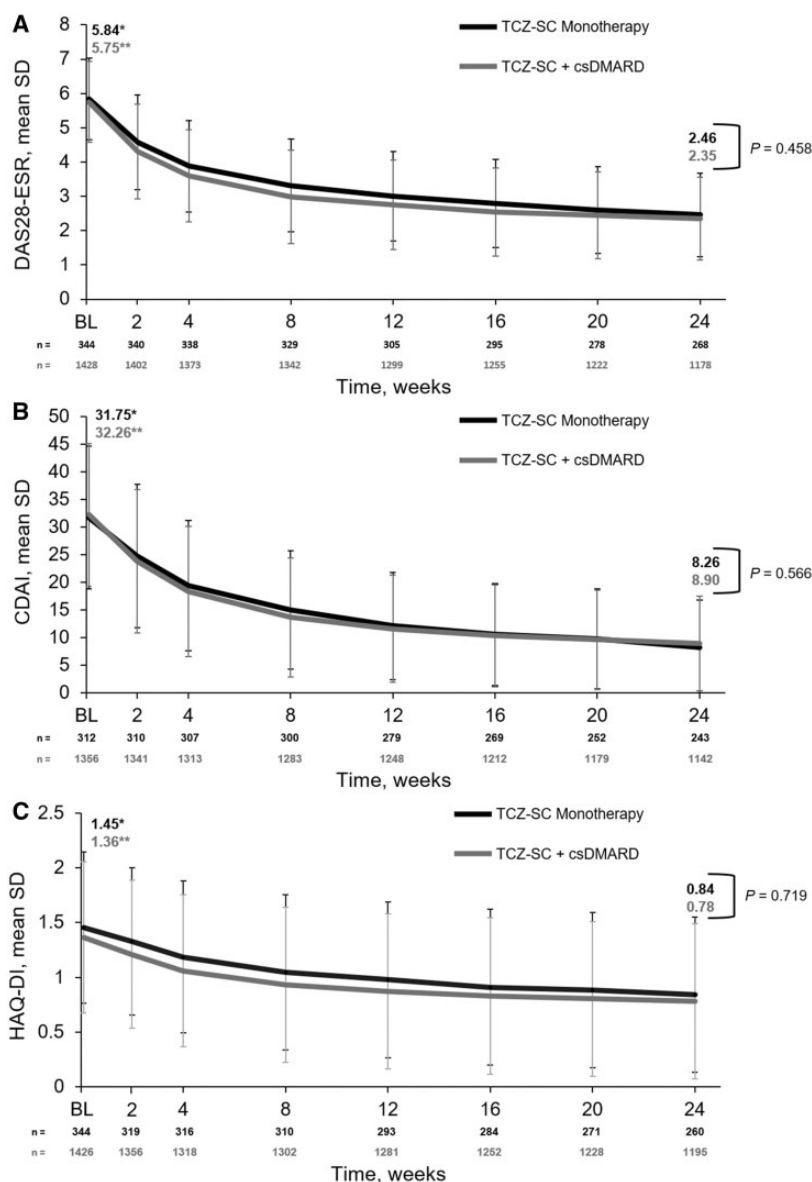 A
DAS28-ESR, mean SD
8
7
6
5
4
3
2
1
0
5.84*
5.75**
TCZ-SC Monotherapy
TCZ-SC + csDMARD
2.46
2.35
P = 0.458
BL 2 4 8 12 16 20 24
n = 344 340 338 329 305 295 278 268
n = 1428 1402 1373 1342 1299 1255 1222 1178
Time, weeks
B
CDAI, mean SD
50
45
40
35
30
25
20
15
10
5
0
31.75*
32.26**
TCZ-SC Monotherapy
TCZ-SC + csDMARD
8.26
8.90
P = 0.566
BL 2 4 8 12 16 20 24
n = 312 310 307 300 279 269 252 243
n = 1356 1341 1313 1283 1248 1212 1179 1142
Time, weeks
C
HAQ-DI, mean SD
2.5
2
1.5
1
0.5
0
1.45*
1.36**
TCZ-SC Monotherapy
TCZ-SC + csDMARD
0.84
0.78
P = 0.719
BL 2 4 8 12 16 20 24
n = 344 319 316 310 293 284 271 260
n = 1426 1356 1318 1302 1281 1252 1228 1195
Time, weeks